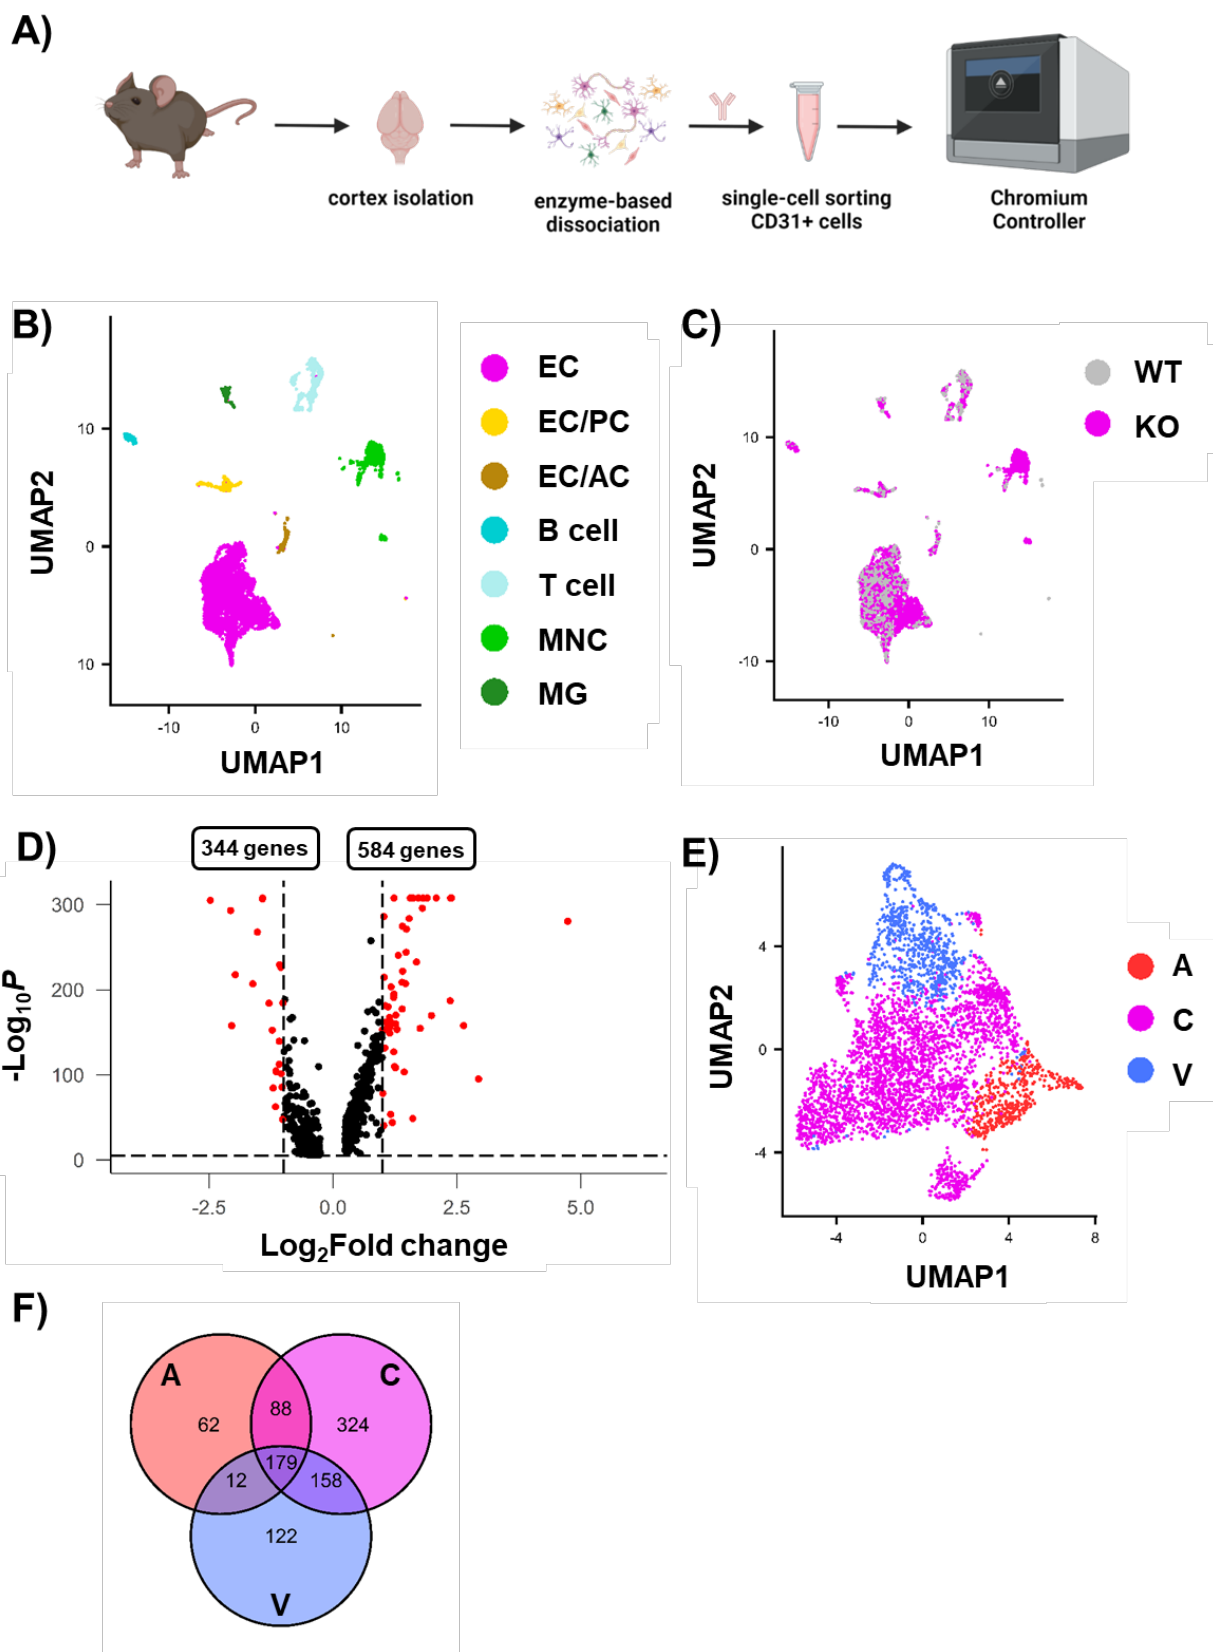 A)
cortex isolation
enzyme-based
dissociation
single-cell sorting
CD31+ cells
Chromium
Controller
B)
UMAP2
10
0
10
-10
0
10
UMAP1
EC
EC/PC
EC/AC
B cell
T cell
MNC
MG
C)
UMAP2
10
0
-10
-10
0
10
UMAP1
WT
KO
D)
344 genes
584 genes
-Log₁₀P
300
200
100
0
-2.5
0.0
2.5
5.0
Log₂Fold change
E)
UMAP2
4
0
-4
-4
0
4
8
UMAP1
A
C
V
F)
A
C
88
62
324
179
12
158
122
V